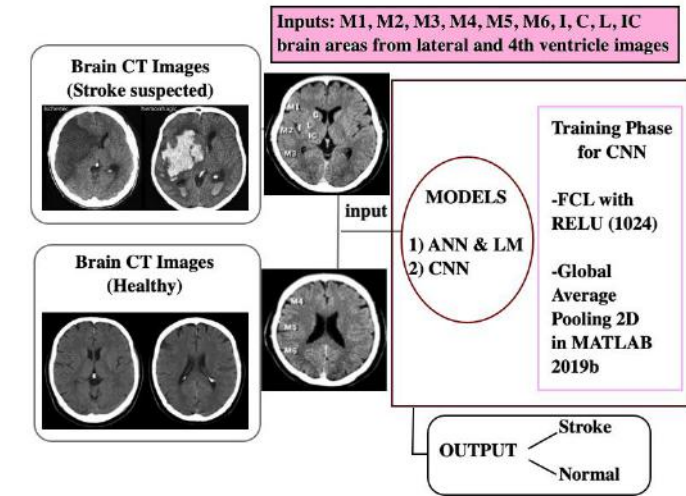 Inputs: M1, M2, M3, M4, M5, M6, I, C, L, IC
brain areas from lateral and 4th ventricle images
Brain CT Images
(Stroke suspected)
Ischemic
Hemorrhagic
M1
M2
M3
C
I
L
IC
input
MODELS
1) ANN & LM
2) CNN
Training Phase
for CNN
-FCL with
RELU (1024)
-Global
Average
Pooling 2D
in MATLAB
2019b
Brain CT Images
(Healthy)
M4
M5
M6
OUTPUT
Stroke
Normal